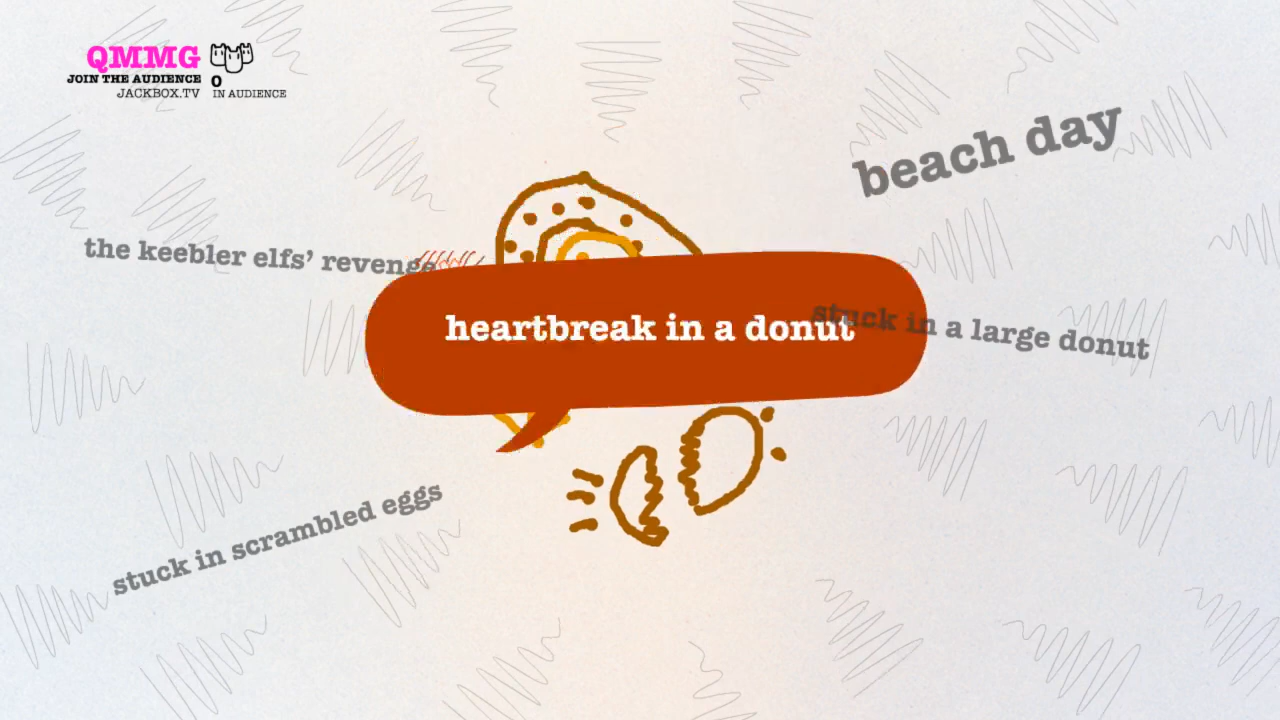 QMMG
JOIN THE AUDIENCE
JACKBOX.TV
0
IN AUDIENCE
beach day
the keebler elfs' revenge
heartbreak in a donut
stuck in a large donut
stuck in scrambled eggs